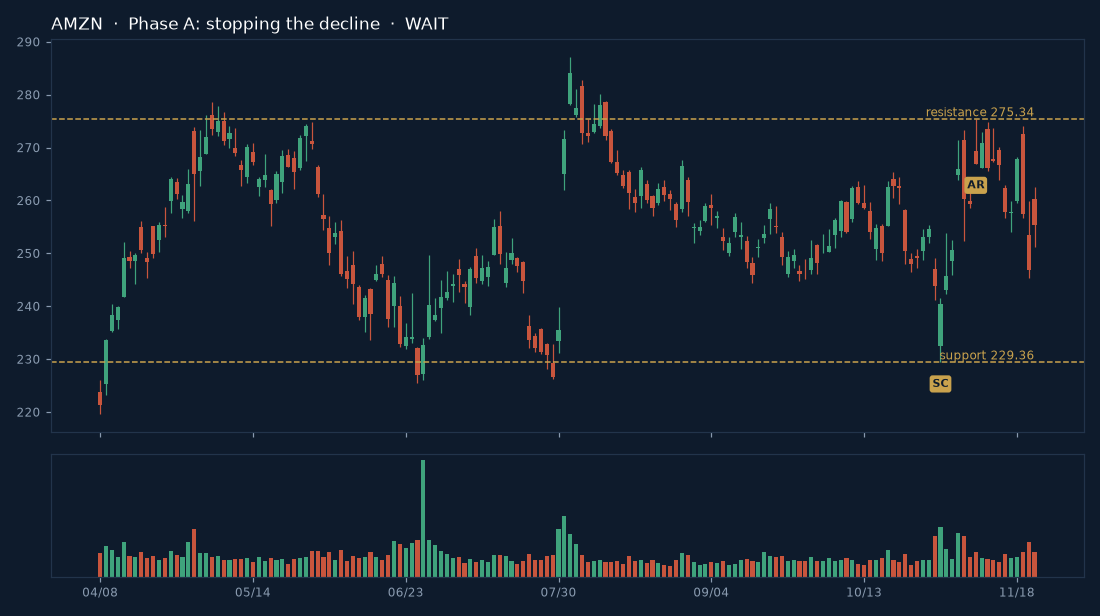 AMZN · Phase A: stopping the decline · WAIT
290
280
270
260
250
240
230
220
resistance 275.34
AR
support 229.36
SC
04/08 05/14 06/23 07/30 09/04 10/13 11/18